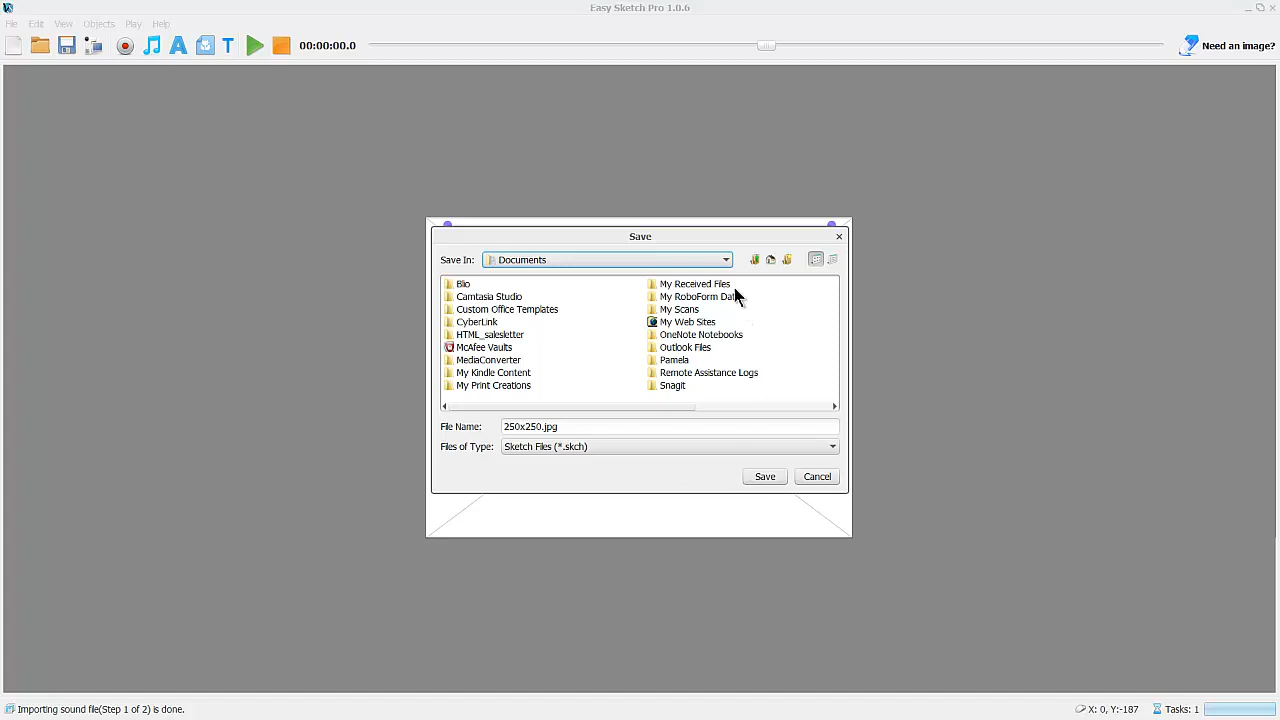 Easy Sketch Pro 1.0.6
File Edit View Objects Play Help
A T 00:00:00.0 Need an image?
Save
Save In: Documents
Blio My Received Files
Camtasia Studio My RoboForm Data
Custom Office Templates My Scans
CyberLink My Web Sites
HTML_salesletter OneNote Notebooks
McAfee Vaults Outlook Files
MediaConverter Pamela
My Kindle Content Remote Assistance Logs
My Print Creations Snagit
File Name: 250x250.jpg
Files of Type: Sketch Files (*.skch)
Save Cancel
Importing sound file(Step 1 of 2) is done. X: 0, Y:-187 Tasks: 1